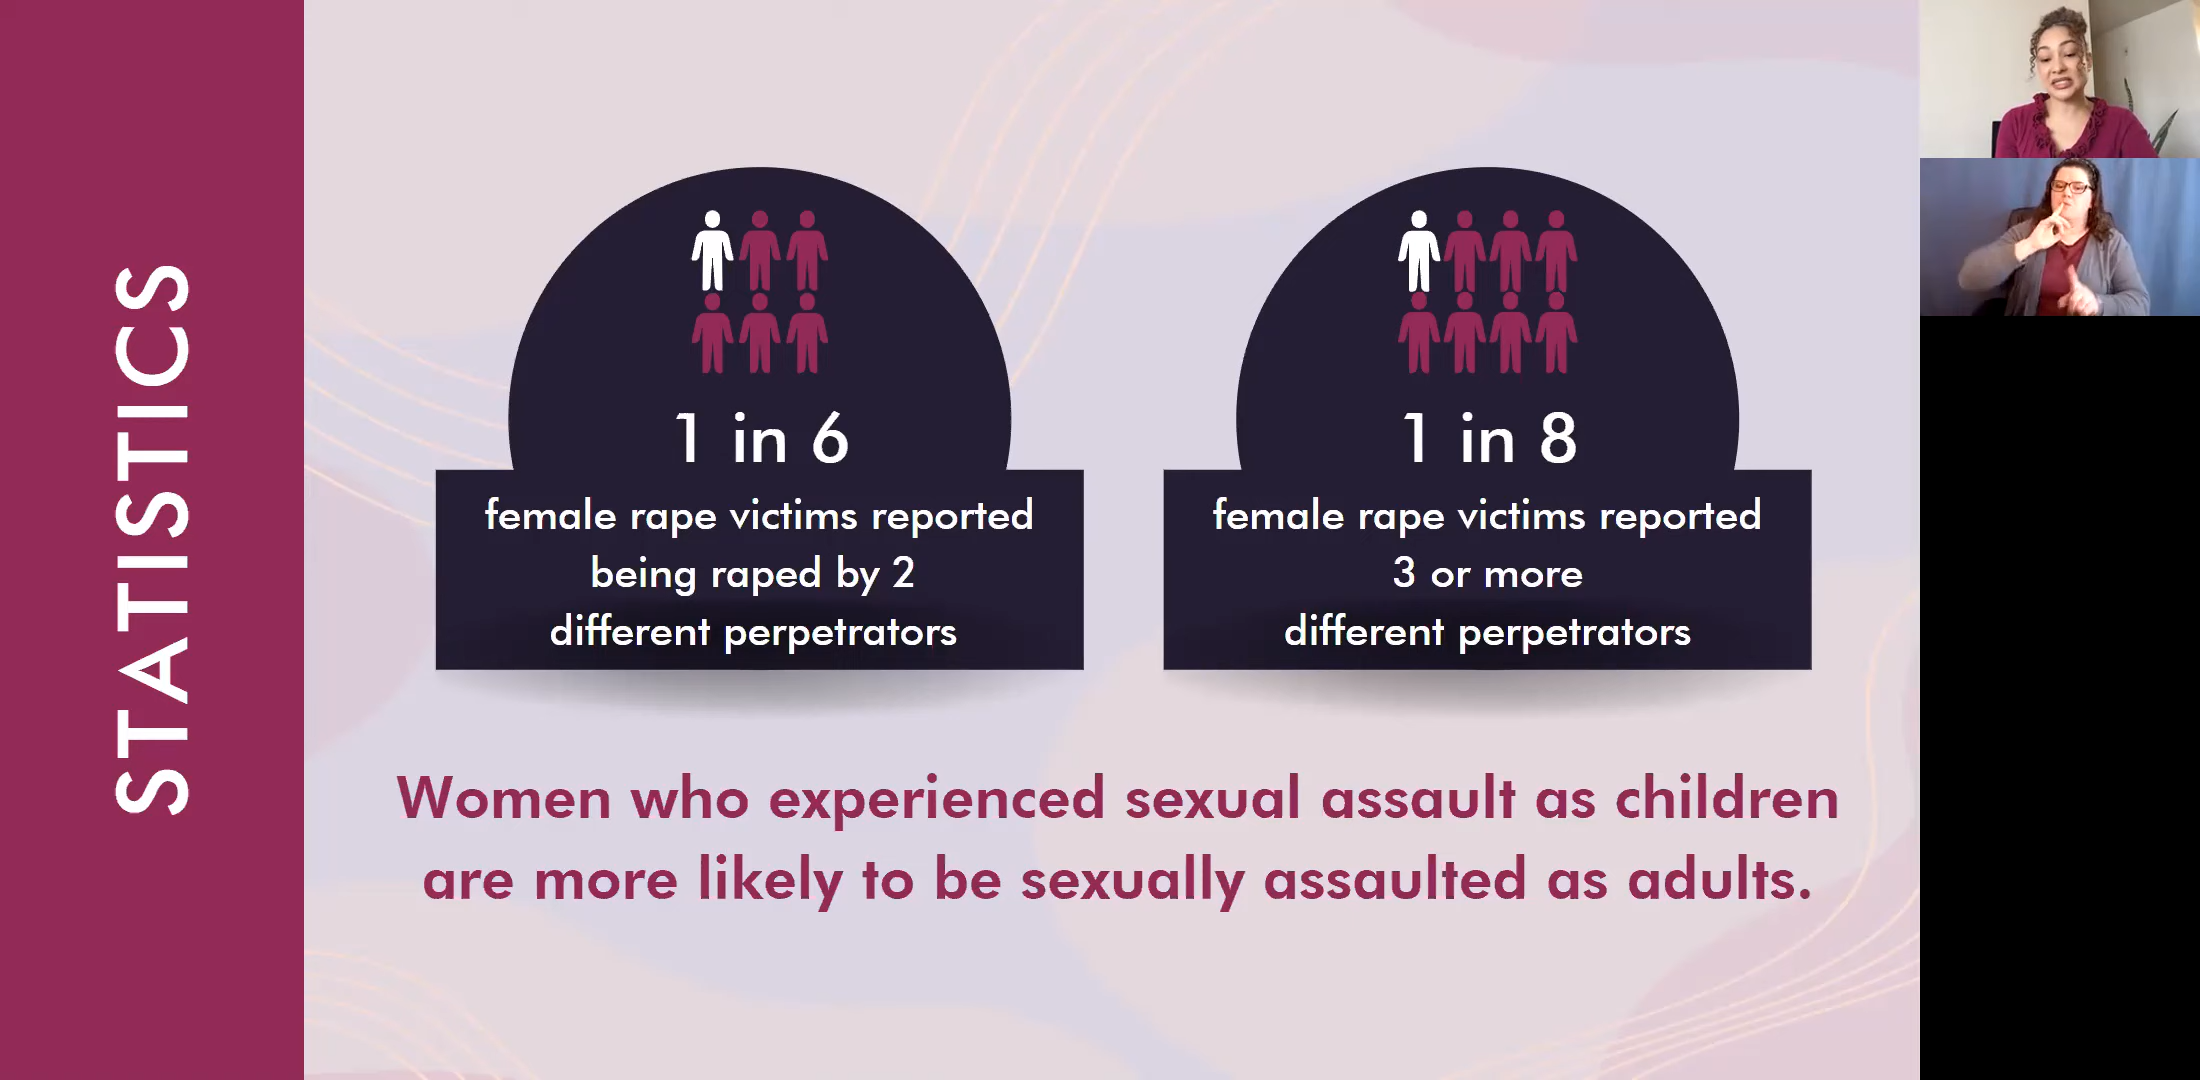 STATISTICS
1 in 6
female rape victims reported
being raped by 2
different perpetrators
1 in 8
female rape victims reported
3 or more
different perpetrators
Women who experienced sexual assault as children
are more likely to be sexually assaulted as adults.